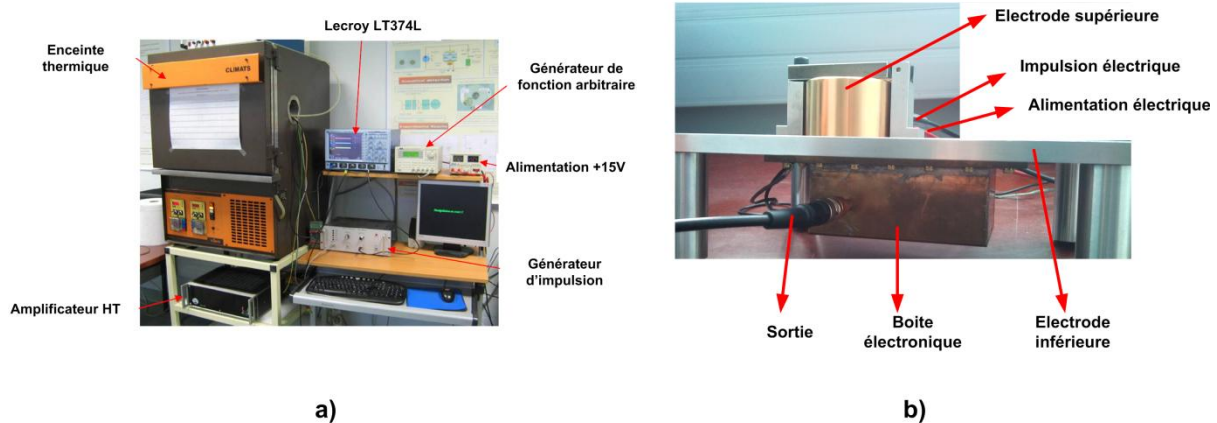 Lecroy LT374L
Enceinte
thermique
CLIMATS
Générateur de
fonction arbitraire
Alimentation +15V
Générateur
d'impulsion
Amplificateur HT
a)
Electrode supérieure
Impulsion électrique
Alimentation électrique
Sortie
Boite
électronique
Electrode
inférieure
b)